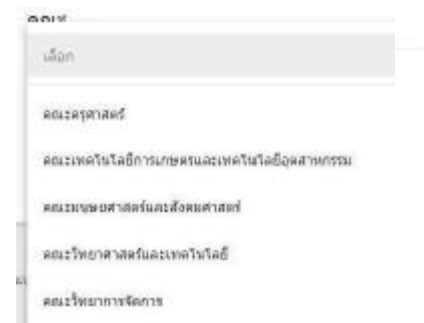 คณะ
เลือก
คณะครุศาสตร์
คณะเทคโนโลยีการเกษตรและเทคโนโลยีอุตสาหกรรม
คณะมนุษยศาสตร์และสังคมศาสตร์
คณะวิทยาศาสตร์และเทคโนโลยี
คณะวิทยาการจัดการ